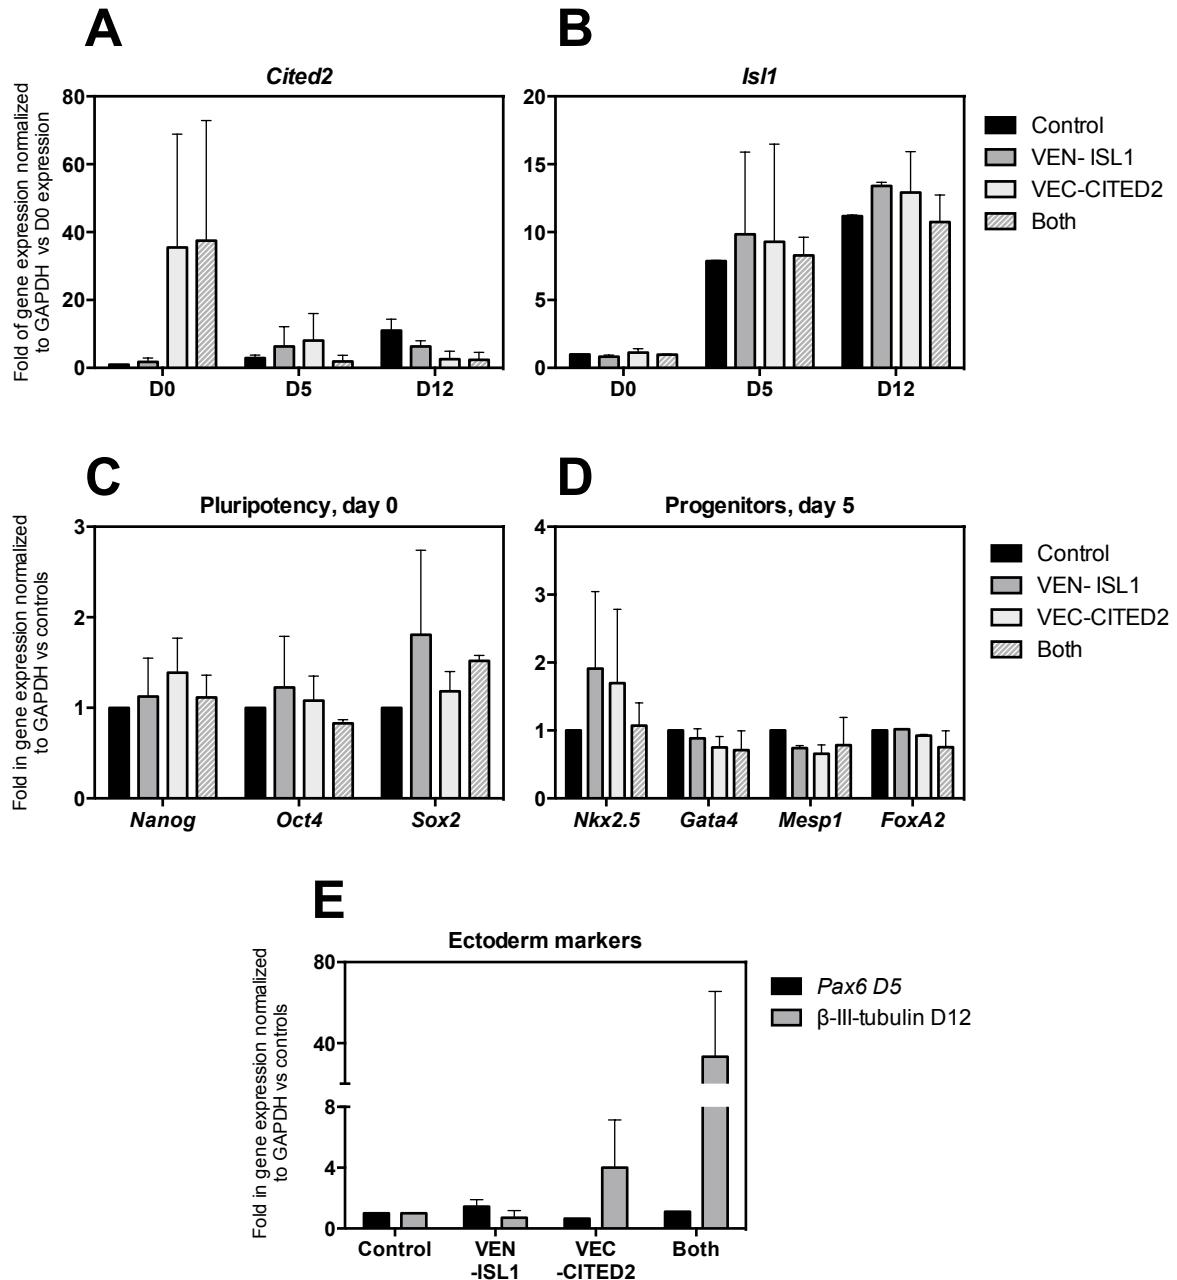 A
B
Cited2
Isl1
Fold of gene expression normalized
to GAPDH vs D0 expression
80
60
40
20
0
D0
D5
D12
20
15
10
5
0
D0
D5
D12
Control
VEN- ISL1
VEC-CITED2
Both
C
D
Pluripotency, day 0
Progenitors, day 5
Fold in gene expression normalized
to GAPDH vs controls
3
2
1
0
Nanog
Oct4
Sox2
4
3
2
1
0
Nkx2.5
Gata4
Mesp1
FoxA2
Control
VEN- ISL1
VEC-CITED2
Both
E
Ectoderm markers
Fold in gene expression normalized
to GAPDH vs controls
80
40
8
4
0
Control
VEN
-ISL1
VEC
-CITED2
Both
Pax6 D5
β-III-tubulin D12